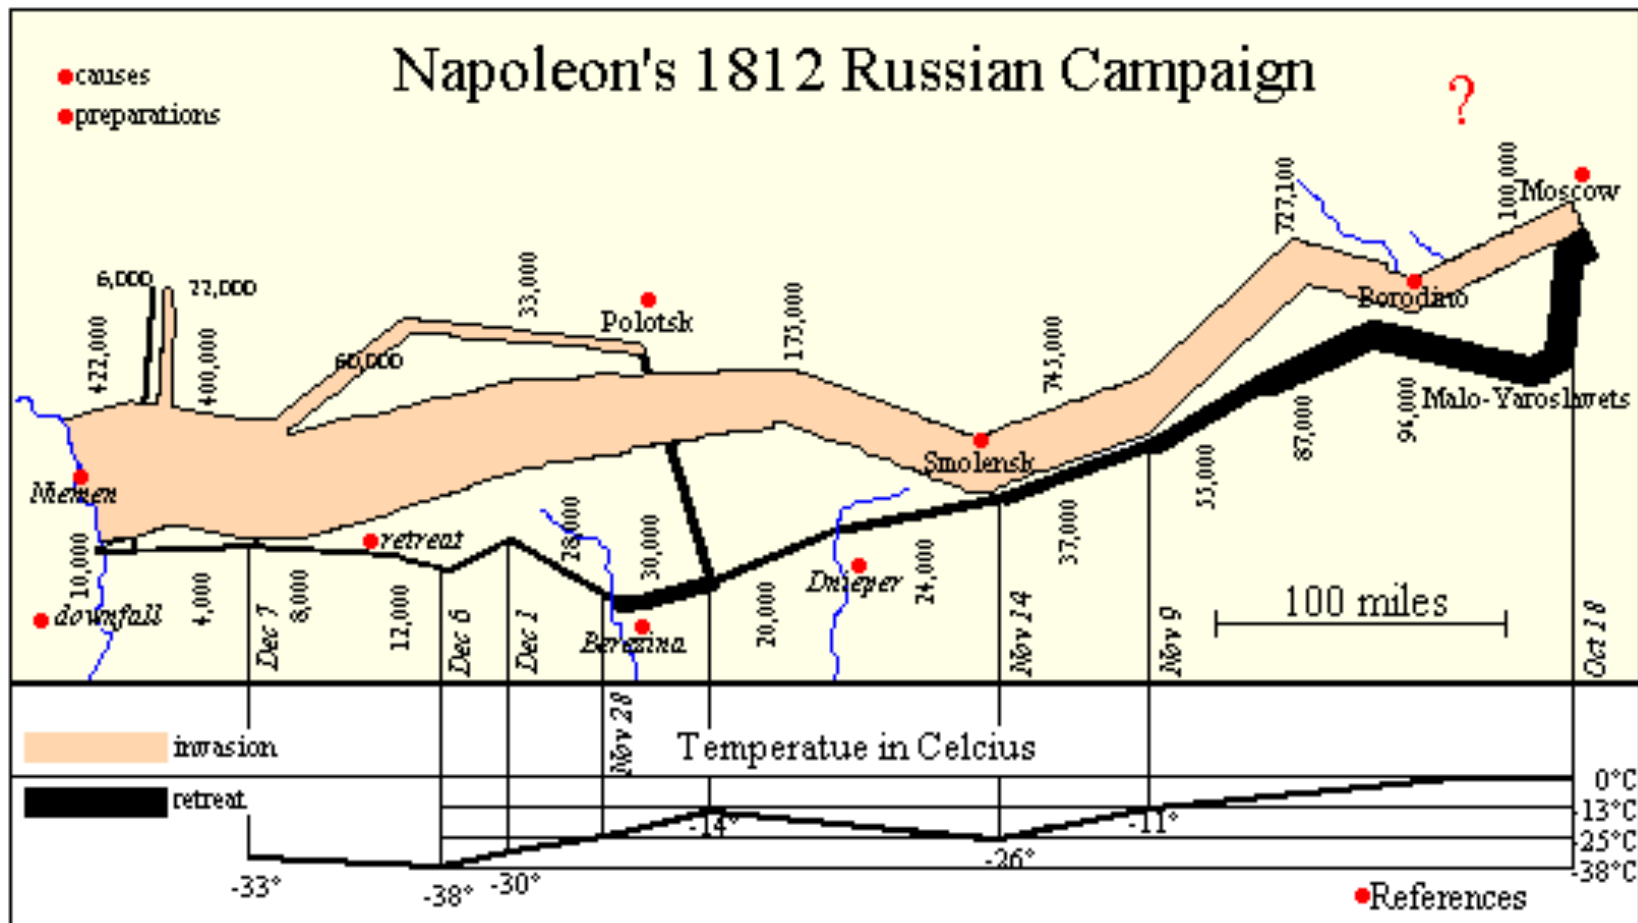 Napoleon's 1812 Russian Campaign
causes
preparations
?
Moscow
100,000
727,100
Borodino
6,000
22,000
33,000
Polotsk
175,000
422,000
400,000
60,000
745,000
Malo-Yaroslwets
96,000
87,000
55,000
Smolensk
Niemen
retreat
28,000
30,000
37,000
Dnieper
24,000
20,000
10,000
4,000
8,000
12,000
downfall
Berezina
100 miles
Dec 7
Dec 6
Dec 1
Nov 28
Nov 14
Nov 9
Oct 18
invasion
Temperatue in Celcius
retreat
0°C
-13°C
-25°C
-38°C
-14°
-11°
-26°
-33°
-38°
-30°
References